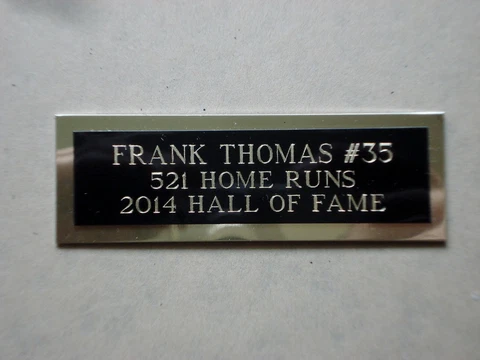 FRANK THOMAS #35
521 HOME RUNS
2014 HALL OF FAME